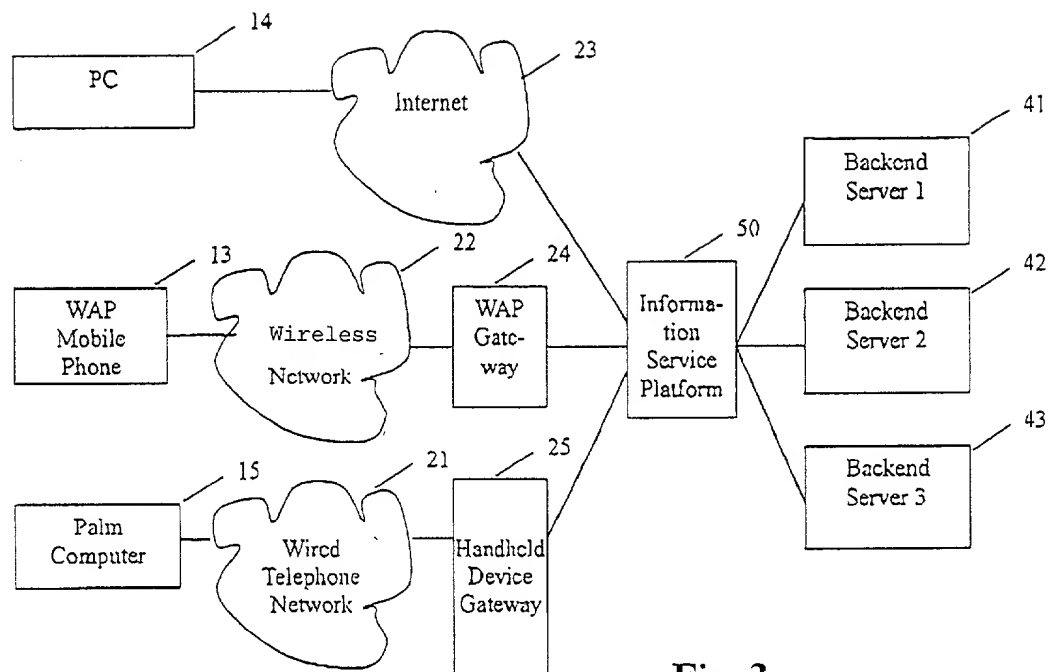 14
PC
23
Internet
41
Backend
Server 1
13
WAP
Mobile
Phone
22
Wireless
Network
24
WAP
Gate-
way
50
Informa-
tion
Service
Platform
42
Backend
Server 2
15
Palm
Computer
21
Wired
Telephone
Network
25
Handheld
Device
Gateway
43
Backend
Server 3
Fig. 3